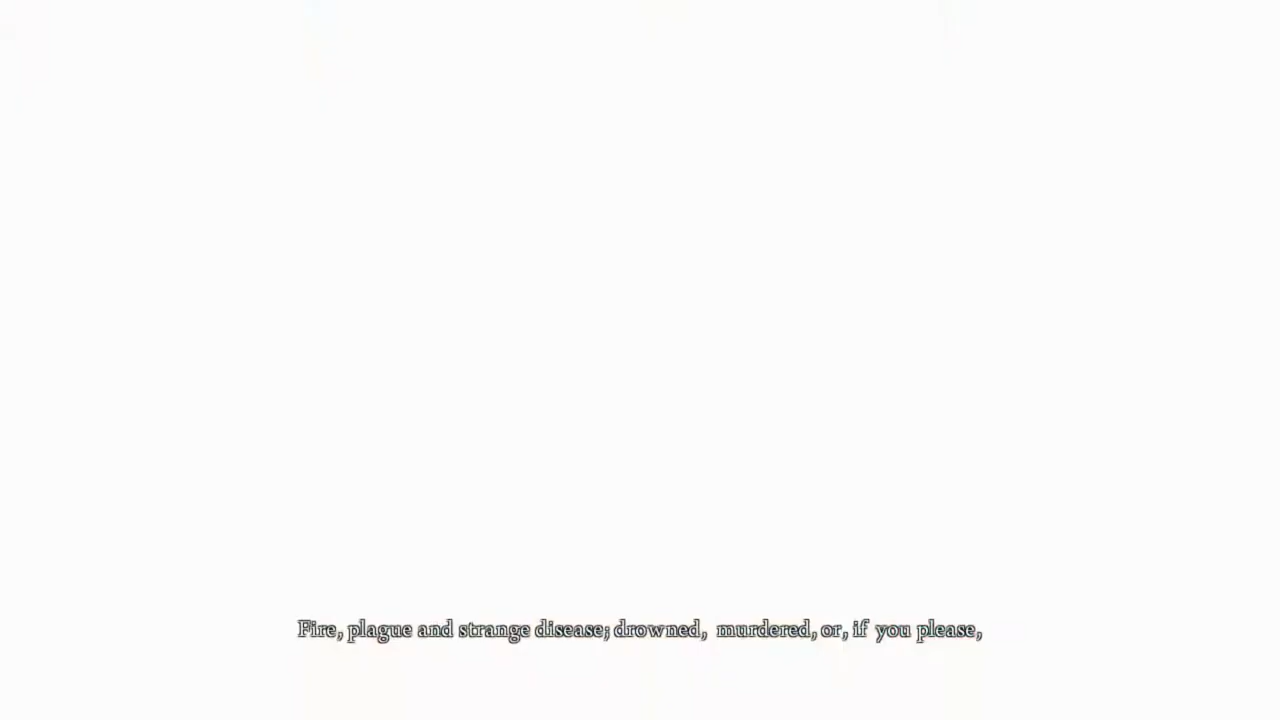 Fire, plague and strange disease; drowned, murdered, or, if you please,